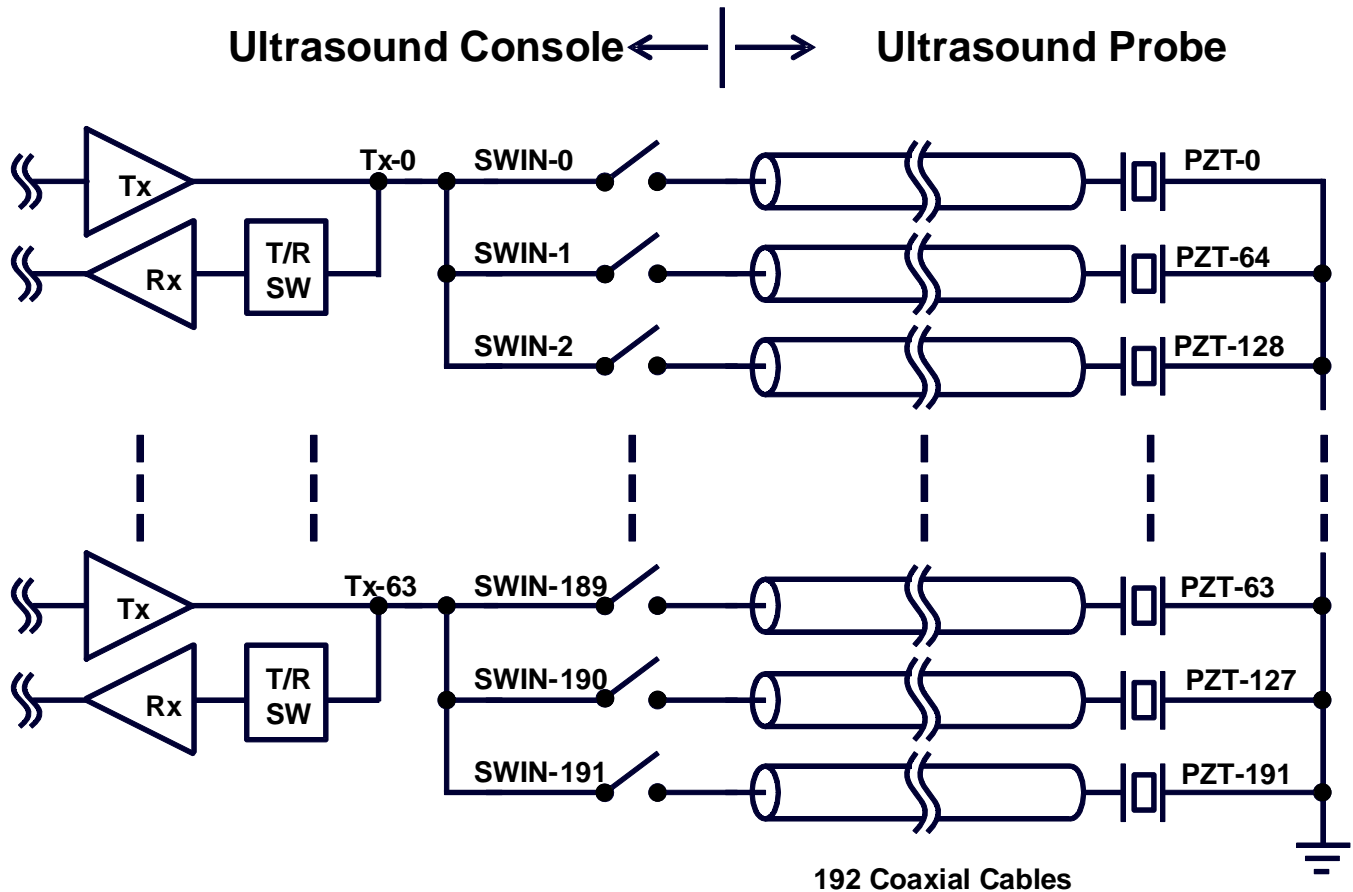 Ultrasound Console
Ultrasound Probe
Tx
Tx-0
SWIN-0
PZT-0
Rx
T/R
SW
SWIN-1
PZT-64
SWIN-2
PZT-128
Tx
Tx-63
SWIN-189
PZT-63
Rx
T/R
SW
SWIN-190
PZT-127
SWIN-191
PZT-191
192 Coaxial Cables